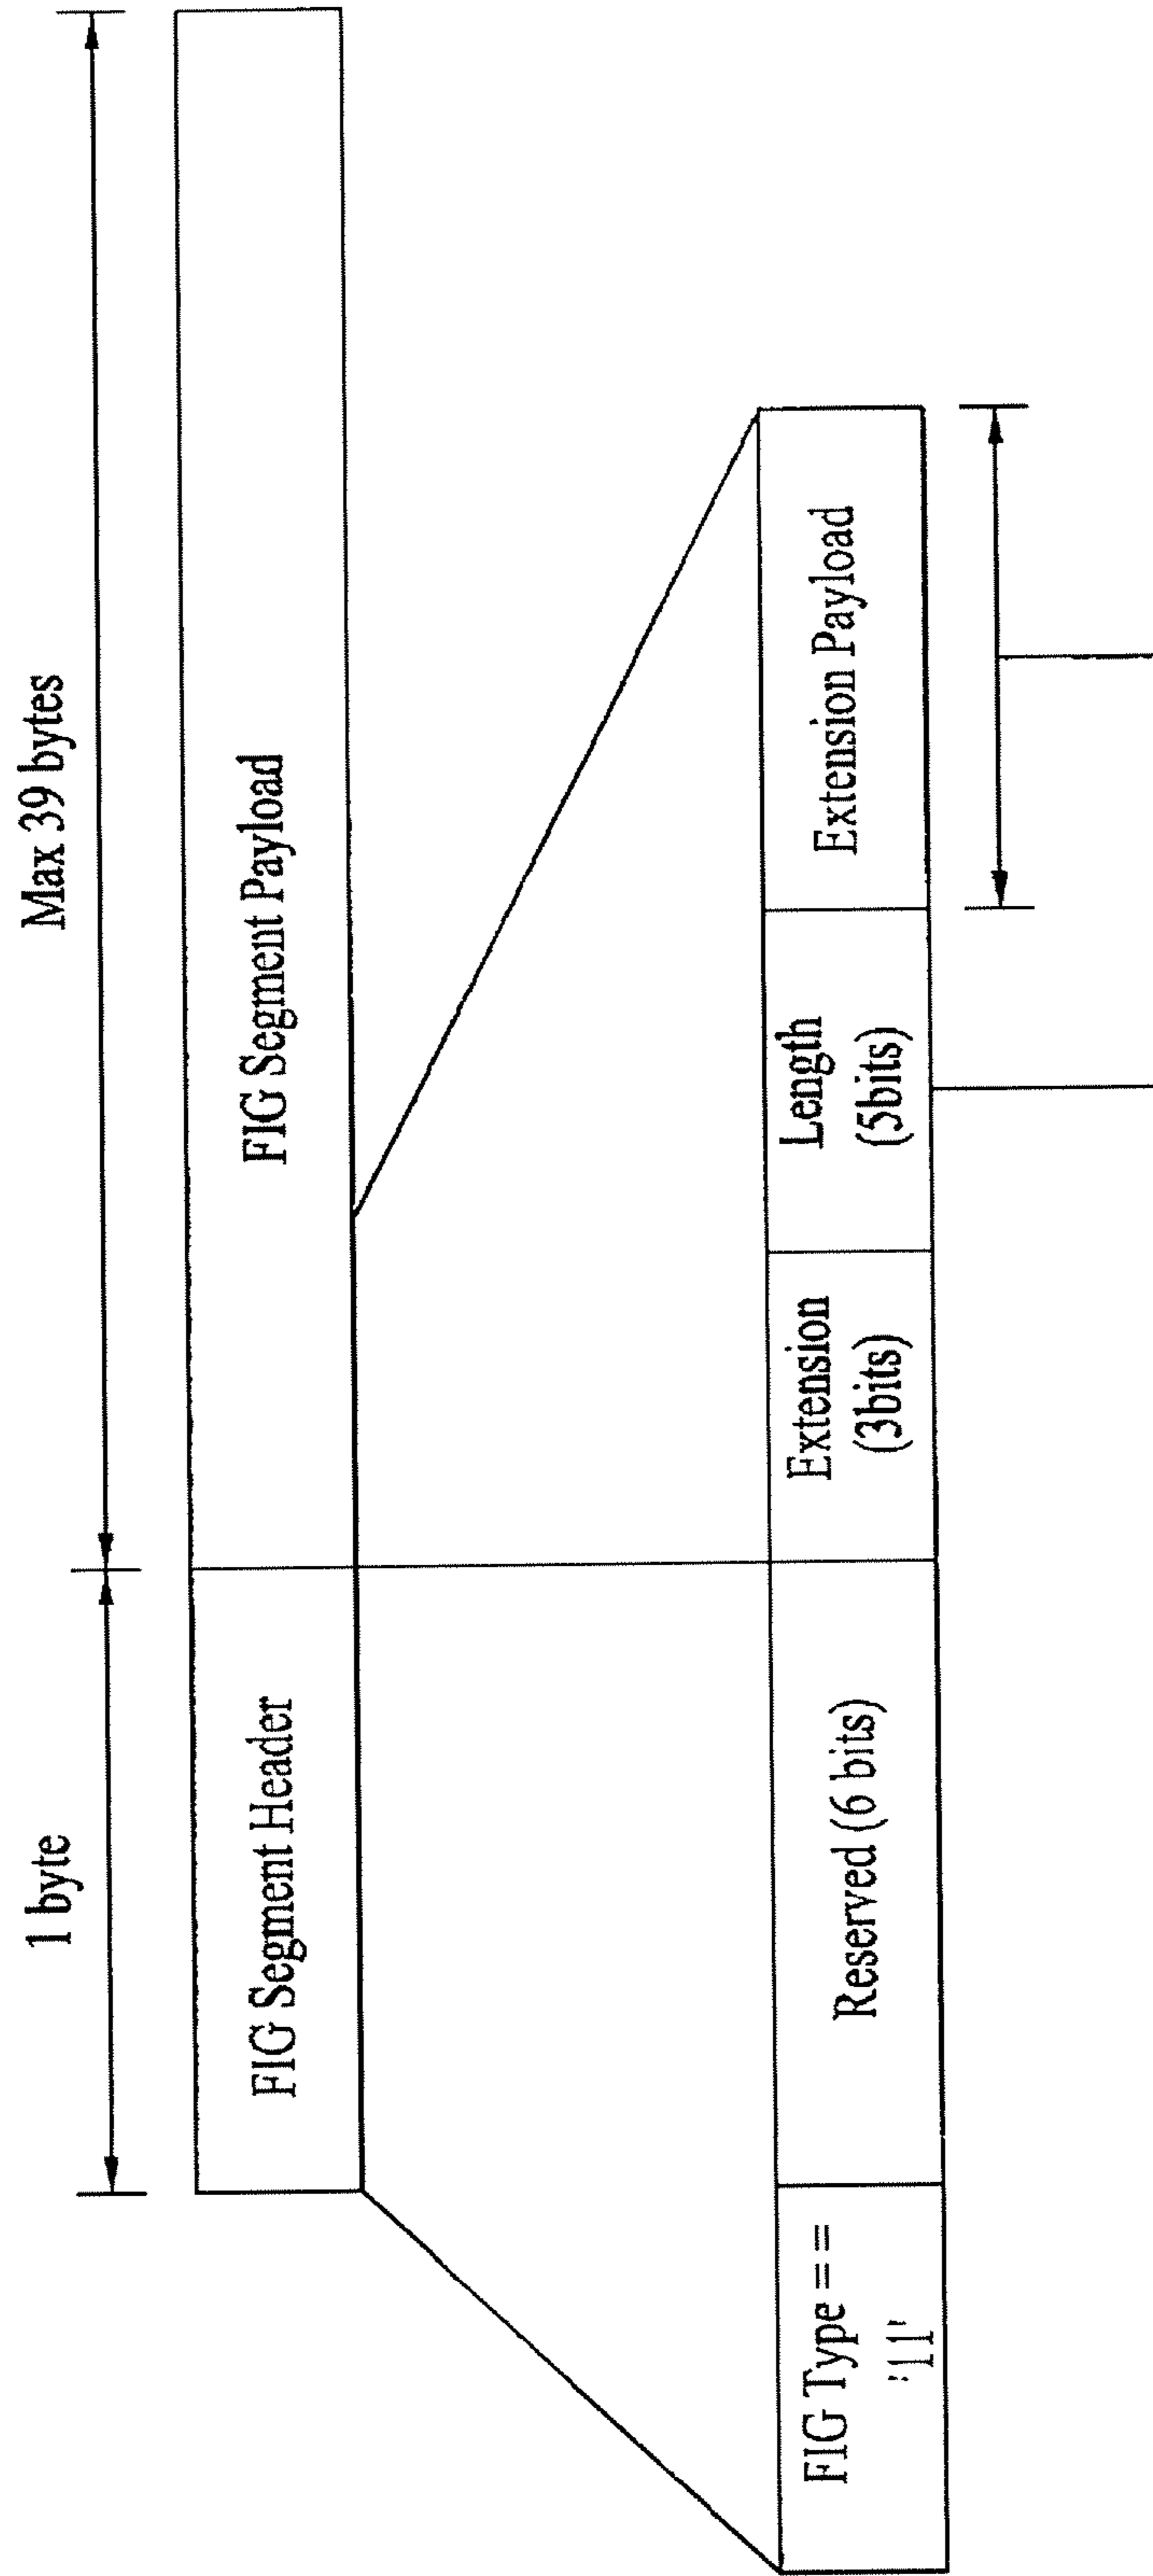 1 byte
Max 39 bytes
FIG Segment Header
FIG Segment Payload
FIG Type ==
'11'
Reserved (6 bits)
Extension
(3bits)
Length
(5bits)
Extension Payload